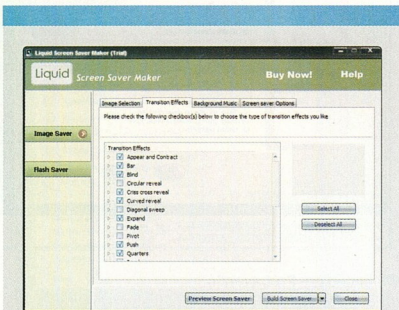 Liquid Screen Saver Maker (Trial)
Liquid Screen Saver Maker
Buy Now!
Help
Image Selection
Transition Effects
Background Music
Screen saver Options
Please check the following checkbox(s) below to choose the type of transition effects you like
Image Saver
Flash Saver
Transition Effects
Appear and Contract
Bar
Blind
Circular reveal
Criss cross reveal
Curved reveal
Diagonal sweep
Expand
Fade
Pivot
Push
Quarters
Select All
Deselect All
Preview Screen Saver
Build Screen Saver
Close